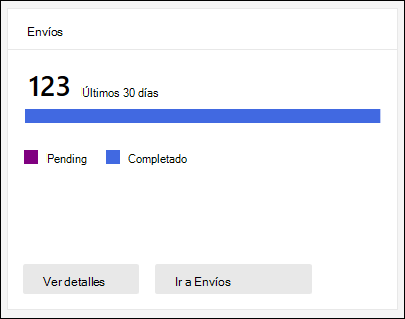 Envíos
123 Últimos 30 días
Pending Completado
Ver detalles Ir a Envíos